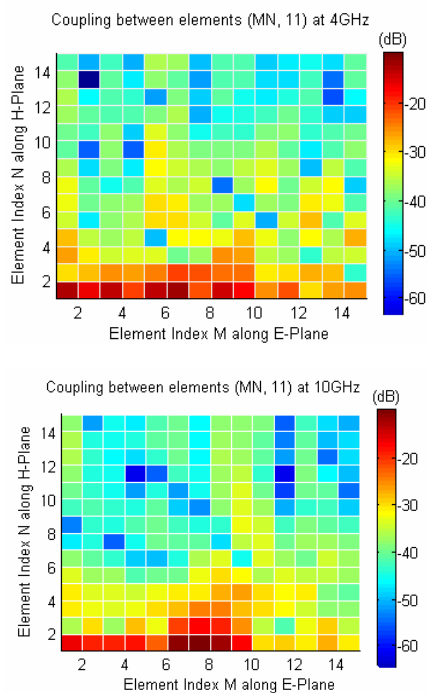 Coupling between elements (MN, 11) at 4GHz
(dB)
Element Index N along H-Plane
14
12
10
8
6
4
2
2 4 6 8 10 12 14
Element Index M along E-Plane
-20
-30
-40
-50
-60
Coupling between elements (MN, 11) at 10GHz
(dB)
Element Index N along H-Plane
14
12
10
8
6
4
2
2 4 6 8 10 12 14
Element Index M along E-Plane
-20
-30
-40
-50
-60